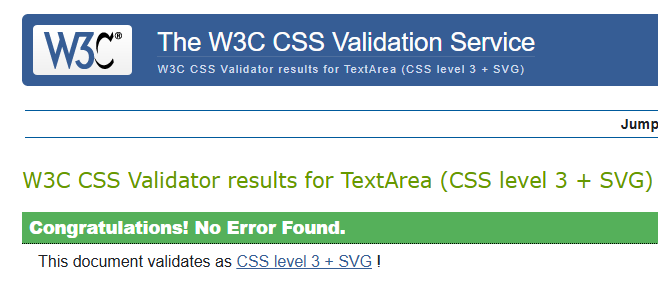 W3C®
The W3C CSS Validation Service
W3C CSS Validator results for TextArea (CSS level 3 + SVG)
Jump
W3C CSS Validator results for TextArea (CSS level 3 + SVG)
Congratulations! No Error Found.
This document validates as CSS level 3 + SVG !